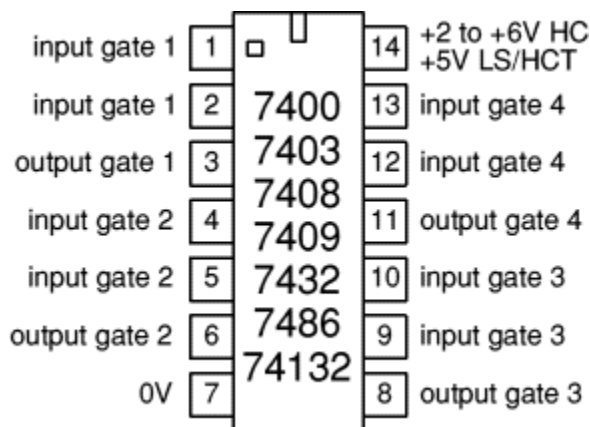 input gate 1 1 14 +2 to +6V HC
+5V LS/HCT
input gate 1 2 7400 13 input gate 4
output gate 1 3 7403 12 input gate 4
7408
input gate 2 4 7409 11 output gate 4
input gate 2 5 7432 10 input gate 3
output gate 2 6 7486 9 input gate 3
74132
0V 7 8 output gate 3